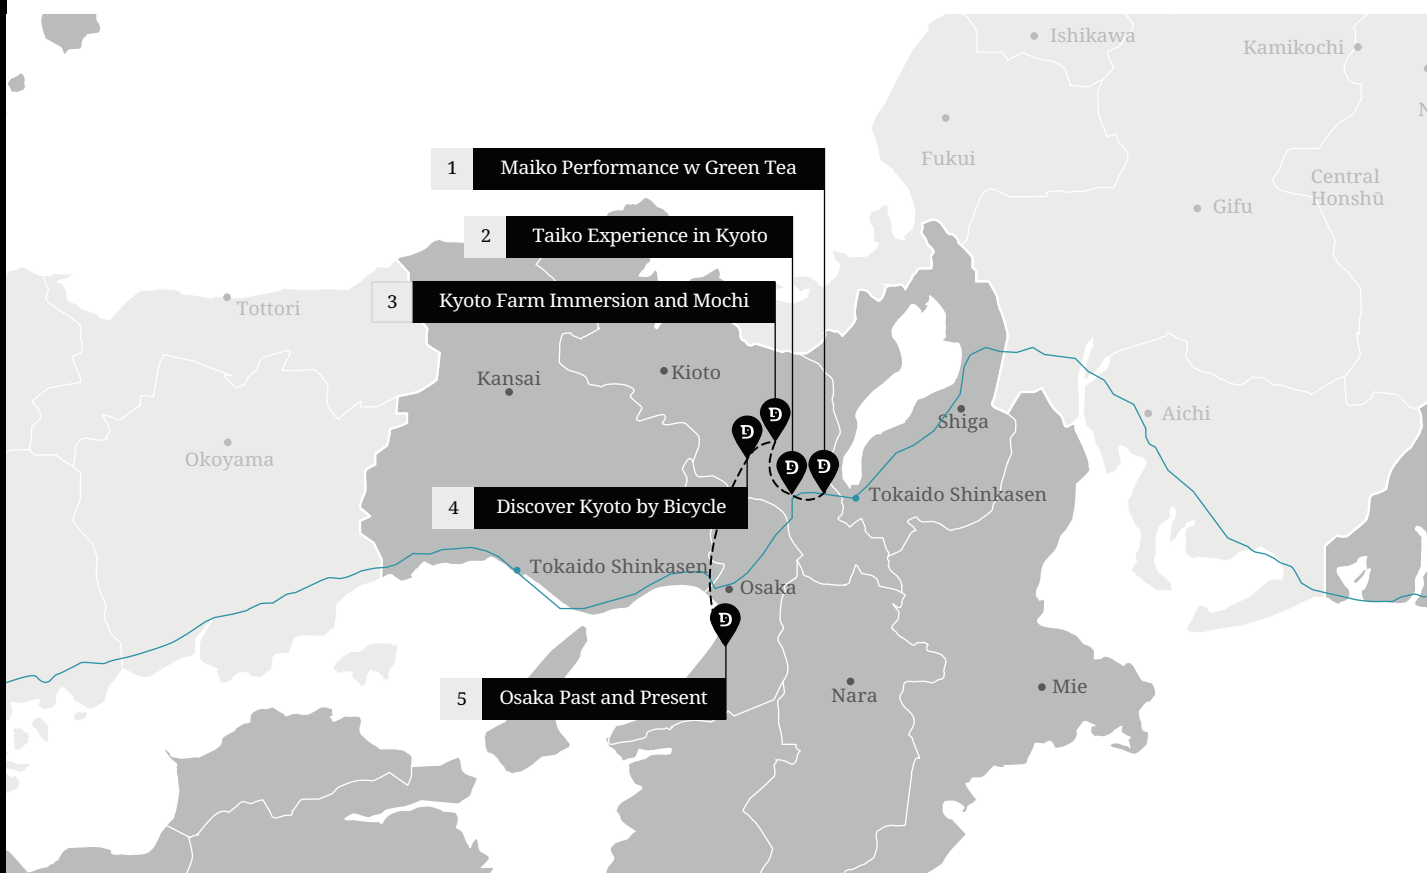 Ishikawa
Kamikochi
N
Fukui
1 Maiko Performance w Green Tea
Central
Honshū
Gifu
2 Taiko Experience in Kyoto
3 Kyoto Farm Immersion and Mochi
Tottori
Kansai
Kioto
Aichi
Shiga
Okoyama
D
D
D
D
Tokaido Shinkasen
4 Discover Kyoto by Bicycle
Tokaido Shinkasen
Osaka
D
5 Osaka Past and Present
Nara
Mie